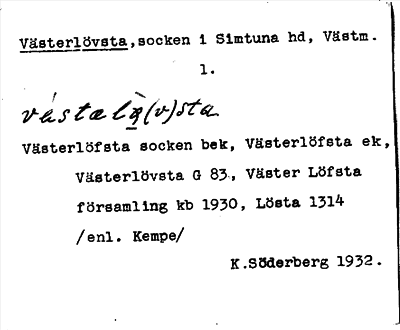 Västerlövsta, socken i Simtuna hd, Västm.
1.
västalö̀(v)sta
Västerlöfsta socken bek, Västerlöfsta ek,
Västerlövsta G 83, Väster Löfsta
församling kb 1930, Lösta 1314
/enl. Kempe/
K.Söderberg 1932.